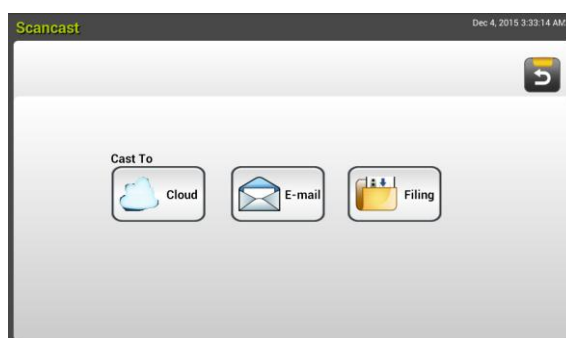 Scancast
Dec 4, 2015 3:33:14 AM
Cast To
Cloud
E-mail
Filing